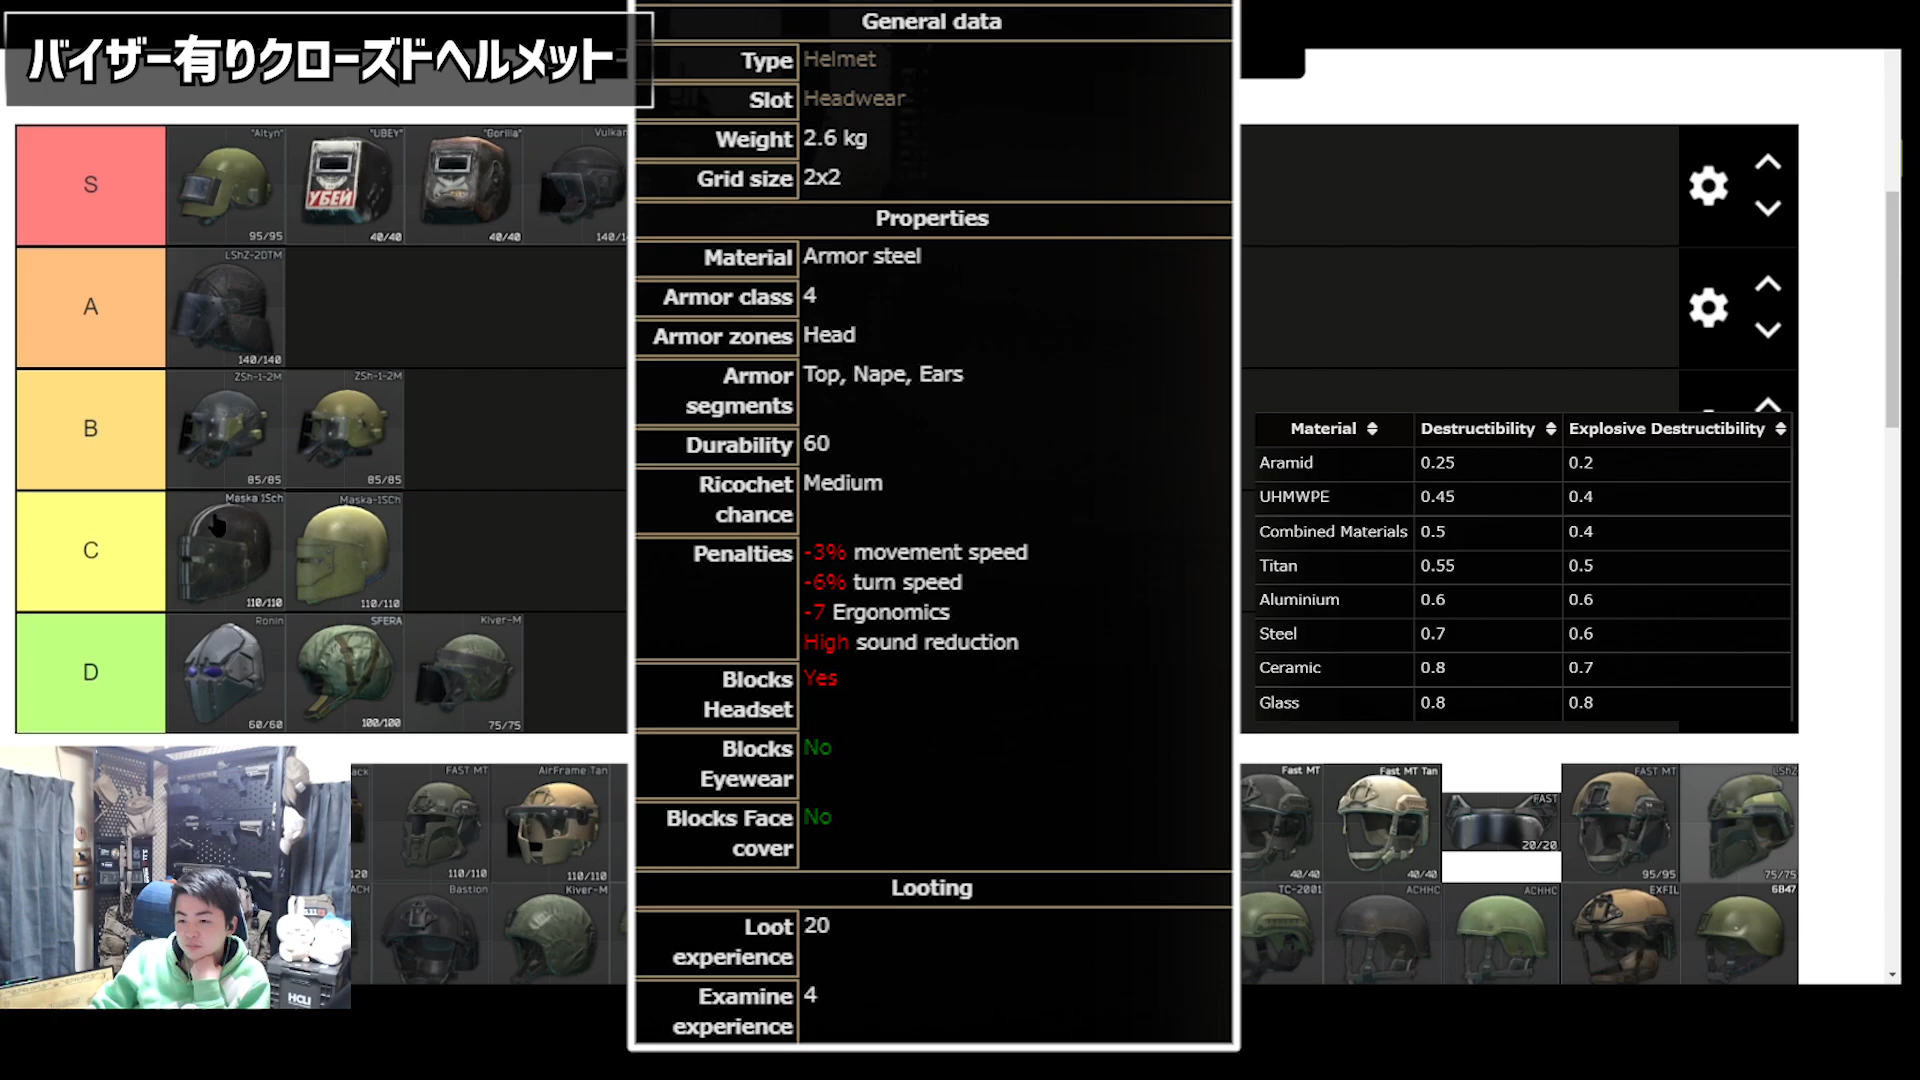 バイザー有りクローズドヘルメット
General data
Type Helmet
Slot Headwear
Weight 2.6 kg
Grid size 2x2
Properties
Material Armor steel
Armor class 4
Armor zones Head
Armor segments Top, Nape, Ears
Durability 60
Ricochet chance Medium
Penalties -3% movement speed
-6% turn speed
-7 Ergonomics
High sound reduction
Blocks Headset Yes
Blocks Eyewear No
Blocks Face cover No
Looting
Loot experience 20
Examine experience 4
S
"Altyn" "UBEY" "Gorilla" Vulkan
УБЕЙ
95/95 40/40 40/40 140/1
A
LShZ-2DTM
140/140
B
ZSh-1-2M ZSh-1-2M
85/85 85/85
C
Maska 1Sch Maska-1SCh
110/110 110/110
D
Ronin SFERA Kiver-M
60/60 100/100 75/75
Material Destructibility Explosive Destructibility
Aramid 0.25 0.2
UHMWPE 0.45 0.4
Combined Materials 0.5 0.4
Titan 0.55 0.5
Aluminium 0.6 0.6
Steel 0.7 0.6
Ceramic 0.8 0.7
Glass 0.8 0.8
ack FAST MT AirFrame Tan
120 110/110 110/110
ACH Bastion Kiver-M
Fast MT Fast MT Tan FAST FAST MT LShZ
40/40 40/40 20/20 95/95 75/75
TC-2001 ACHHC ACHHC EXFIL 6B47
HCLI